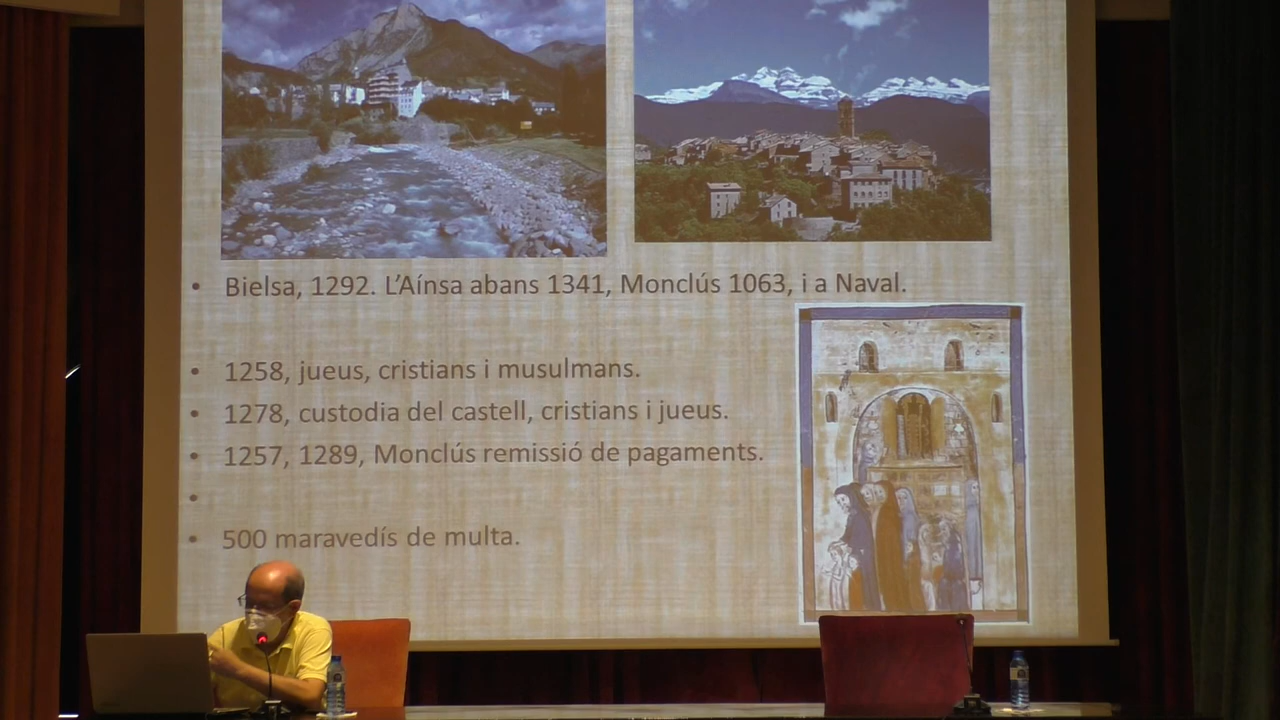 • Bielsa, 1292. L'Aínsa abans 1341, Monclús 1063, i a Naval.
• 1258, jueus, cristians i musulmans.
• 1278, custodia del castell, cristians i jueus.
• 1257, 1289, Monclús remissió de pagaments.
•
• 500 maravedís de multa.